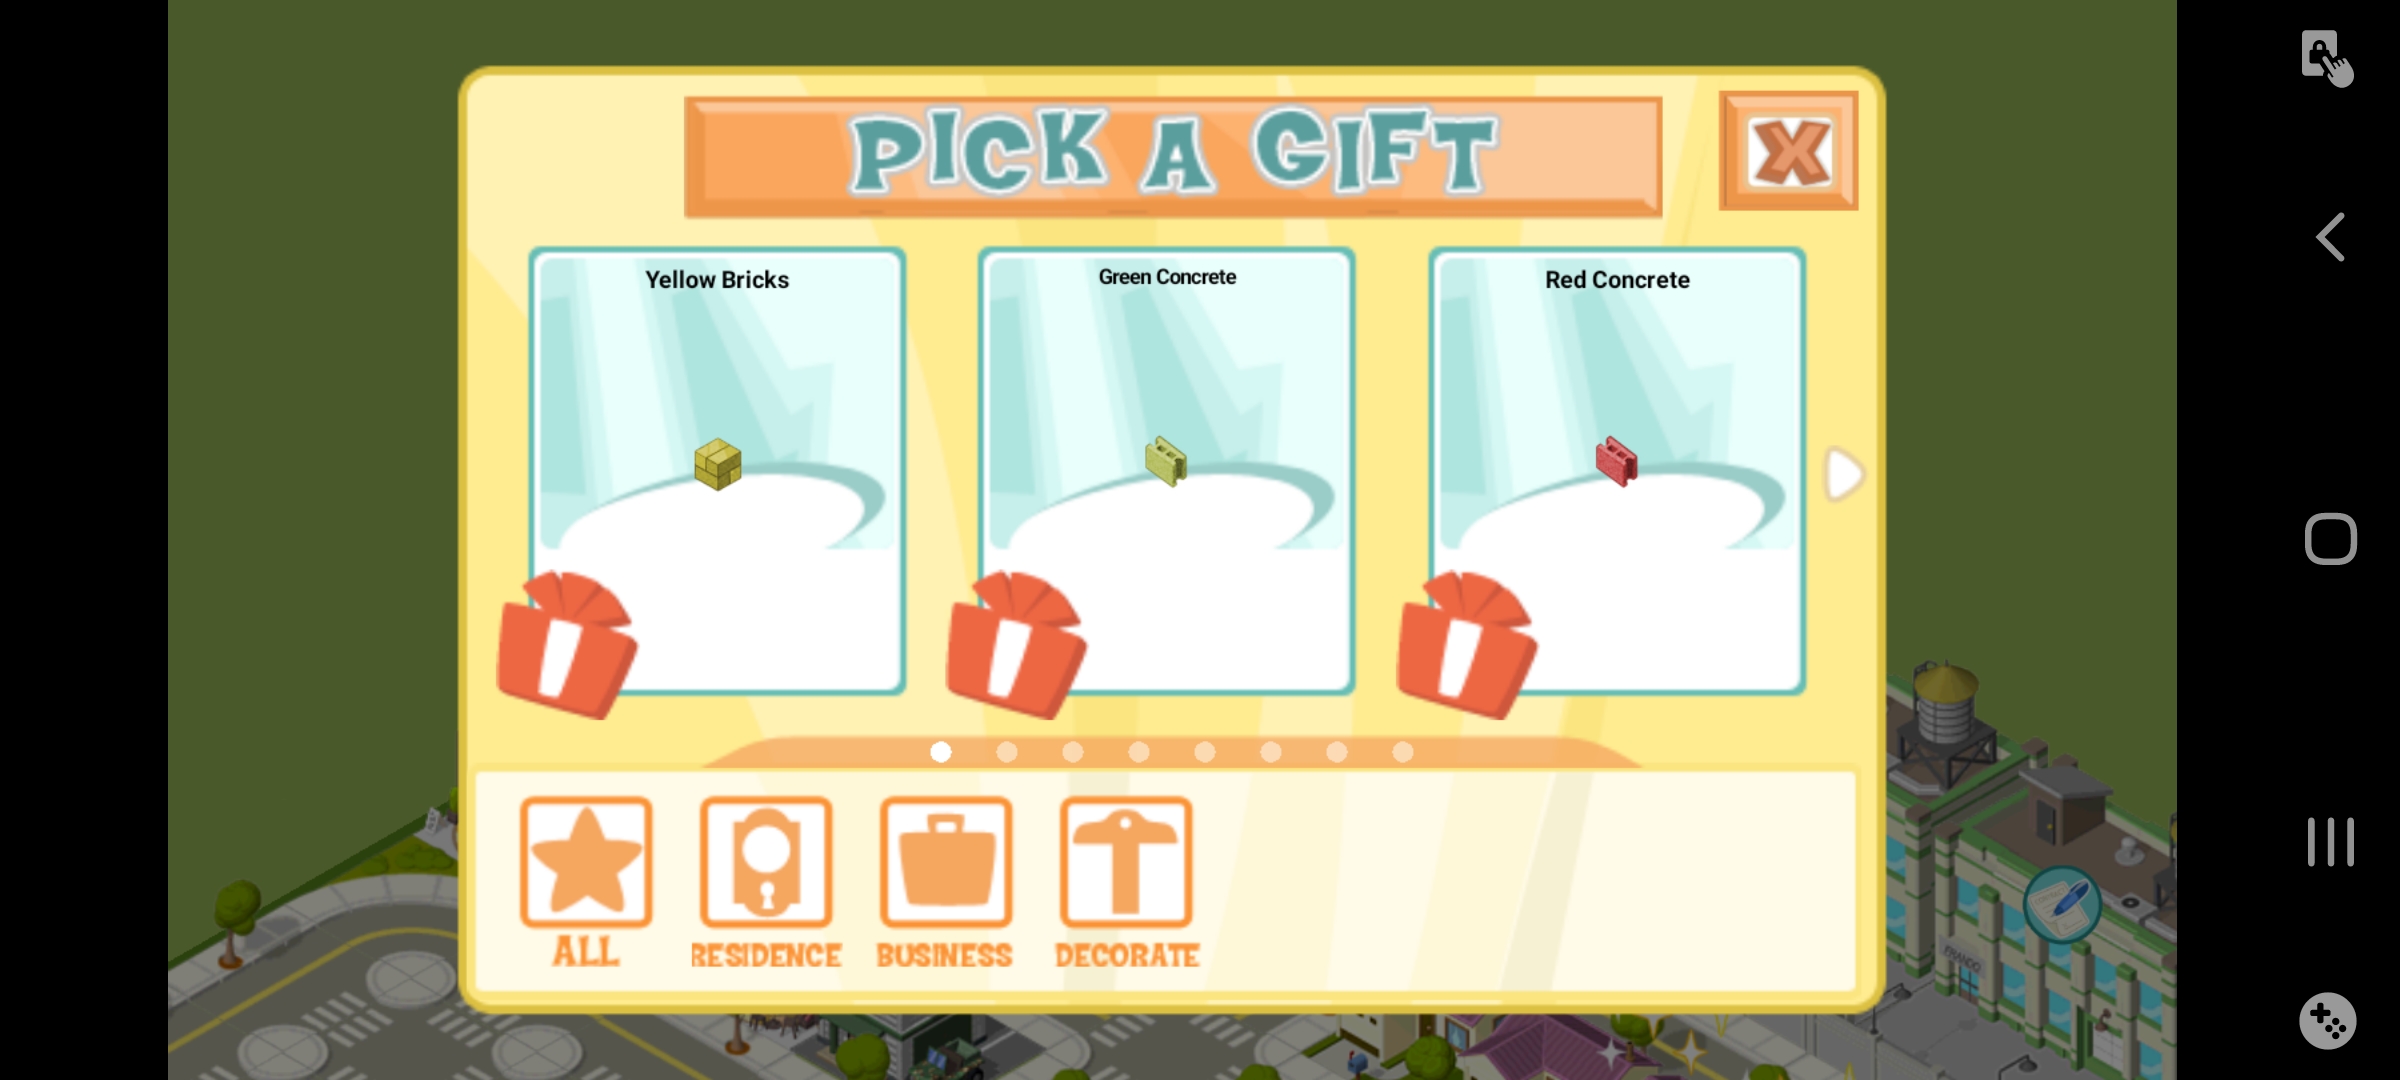 PICK A GIFT
X
Yellow Bricks
Green Concrete
Red Concrete
ALL
RESIDENCE
BUSINESS
DECORATE